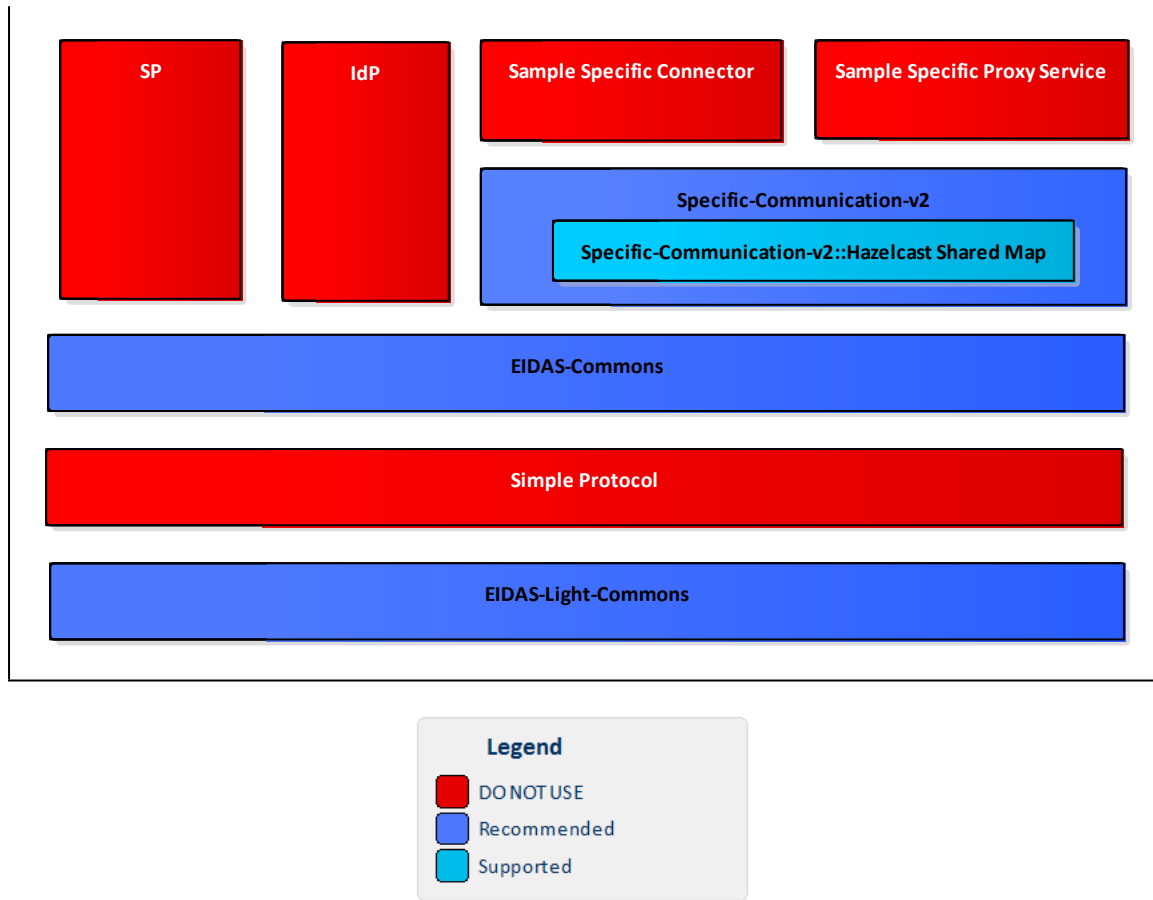 SP
IdP
Sample Specific Connector
Sample Specific Proxy Service
Specific-Communication-v2
Specific-Communication-v2::Hazelcast Shared Map
EIDAS-Commons
Simple Protocol
EIDAS-Light-Commons
Legend
DO NOT USE
Recommended
Supported